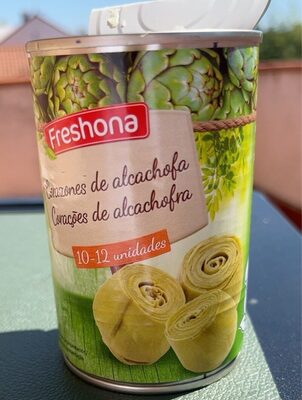 Freshona
Corazones de alcachofa
Corações de alcachofra
10-12 unidades